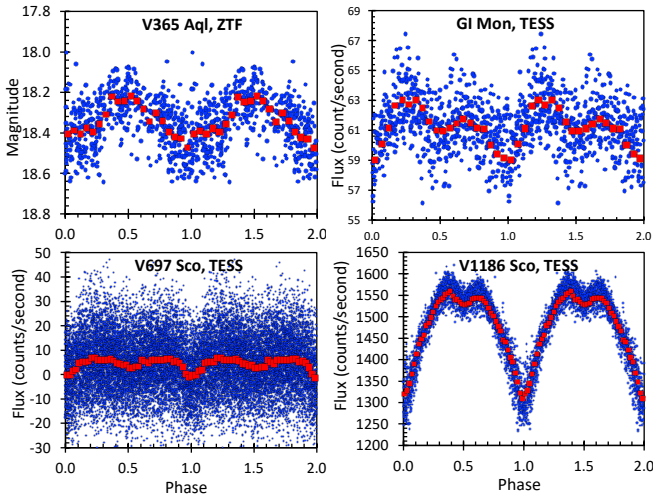 V365 Aql, ZTF
Magnitude
17.8
18.0
18.2
18.4
18.6
18.8
0.0 0.5 1.0 1.5 2.0
GI Mon, TESS
Flux (count/second)
69
67
65
63
61
59
57
55
0.0 0.5 1.0 1.5 2.0
V697 Sco, TESS
Flux (counts/second)
50
40
30
20
10
0
-10
-20
-30
0.0 0.5 1.0 1.5 2.0
Phase
V1186 Sco, TESS
Flux (counts/second)
1650
1600
1550
1500
1450
1400
1350
1300
1250
1200
0.0 0.5 1.0 1.5 2.0
Phase